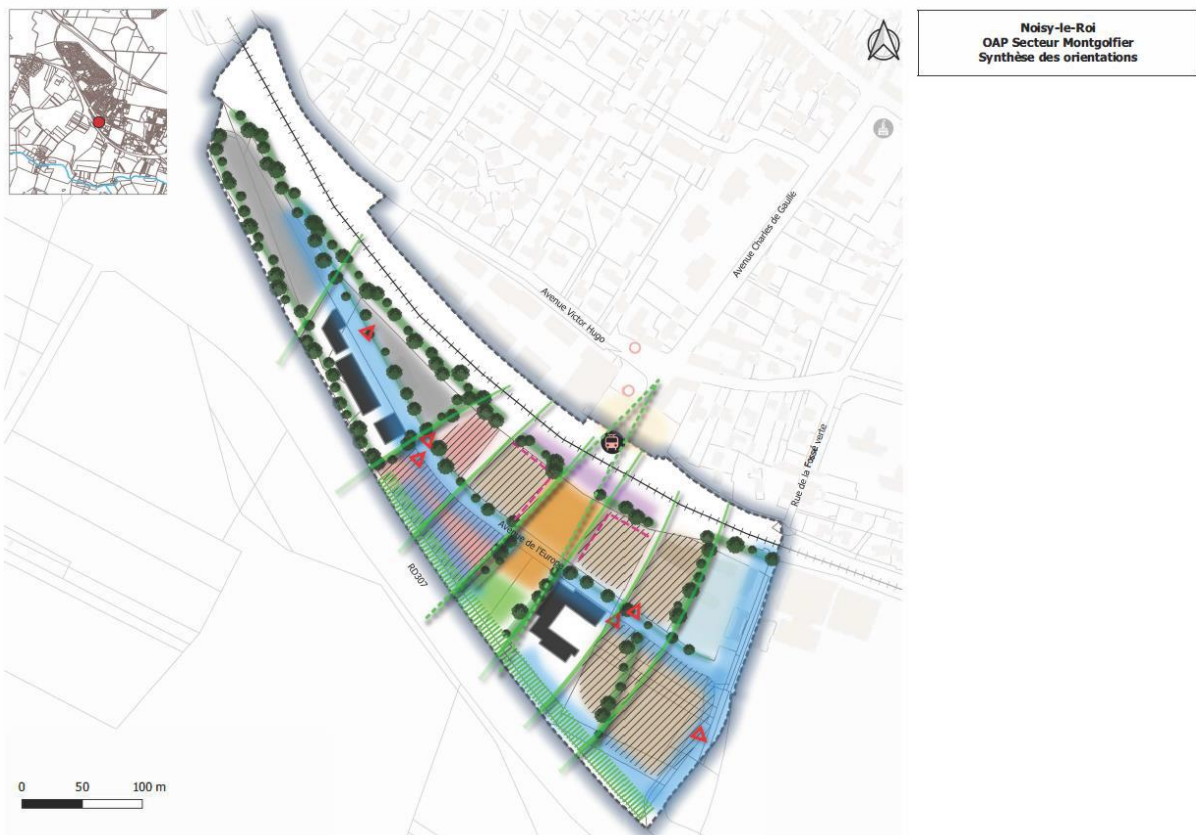 Noisy-le-Roi
OAP Secteur Montgolfier
Synthèse des orientations
Avenue Charles de Gaulle
Avenue Victor Hugo
Rue de la Fossé verte
Avenue de l'Europe
RD307
0 50 100 m